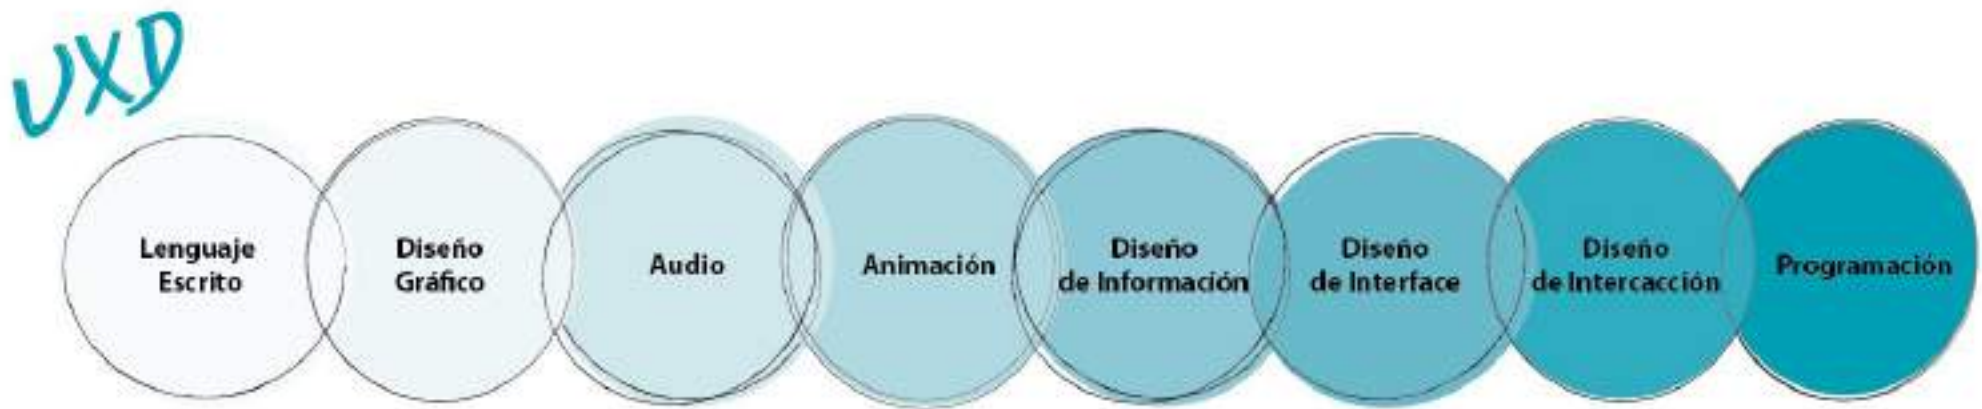 UXD
Lenguaje
Escrito
Diseño
Gráfico
Audio
Animación
Diseño
de Información
Diseño
de Interface
Diseño
de Intercacción
Programación